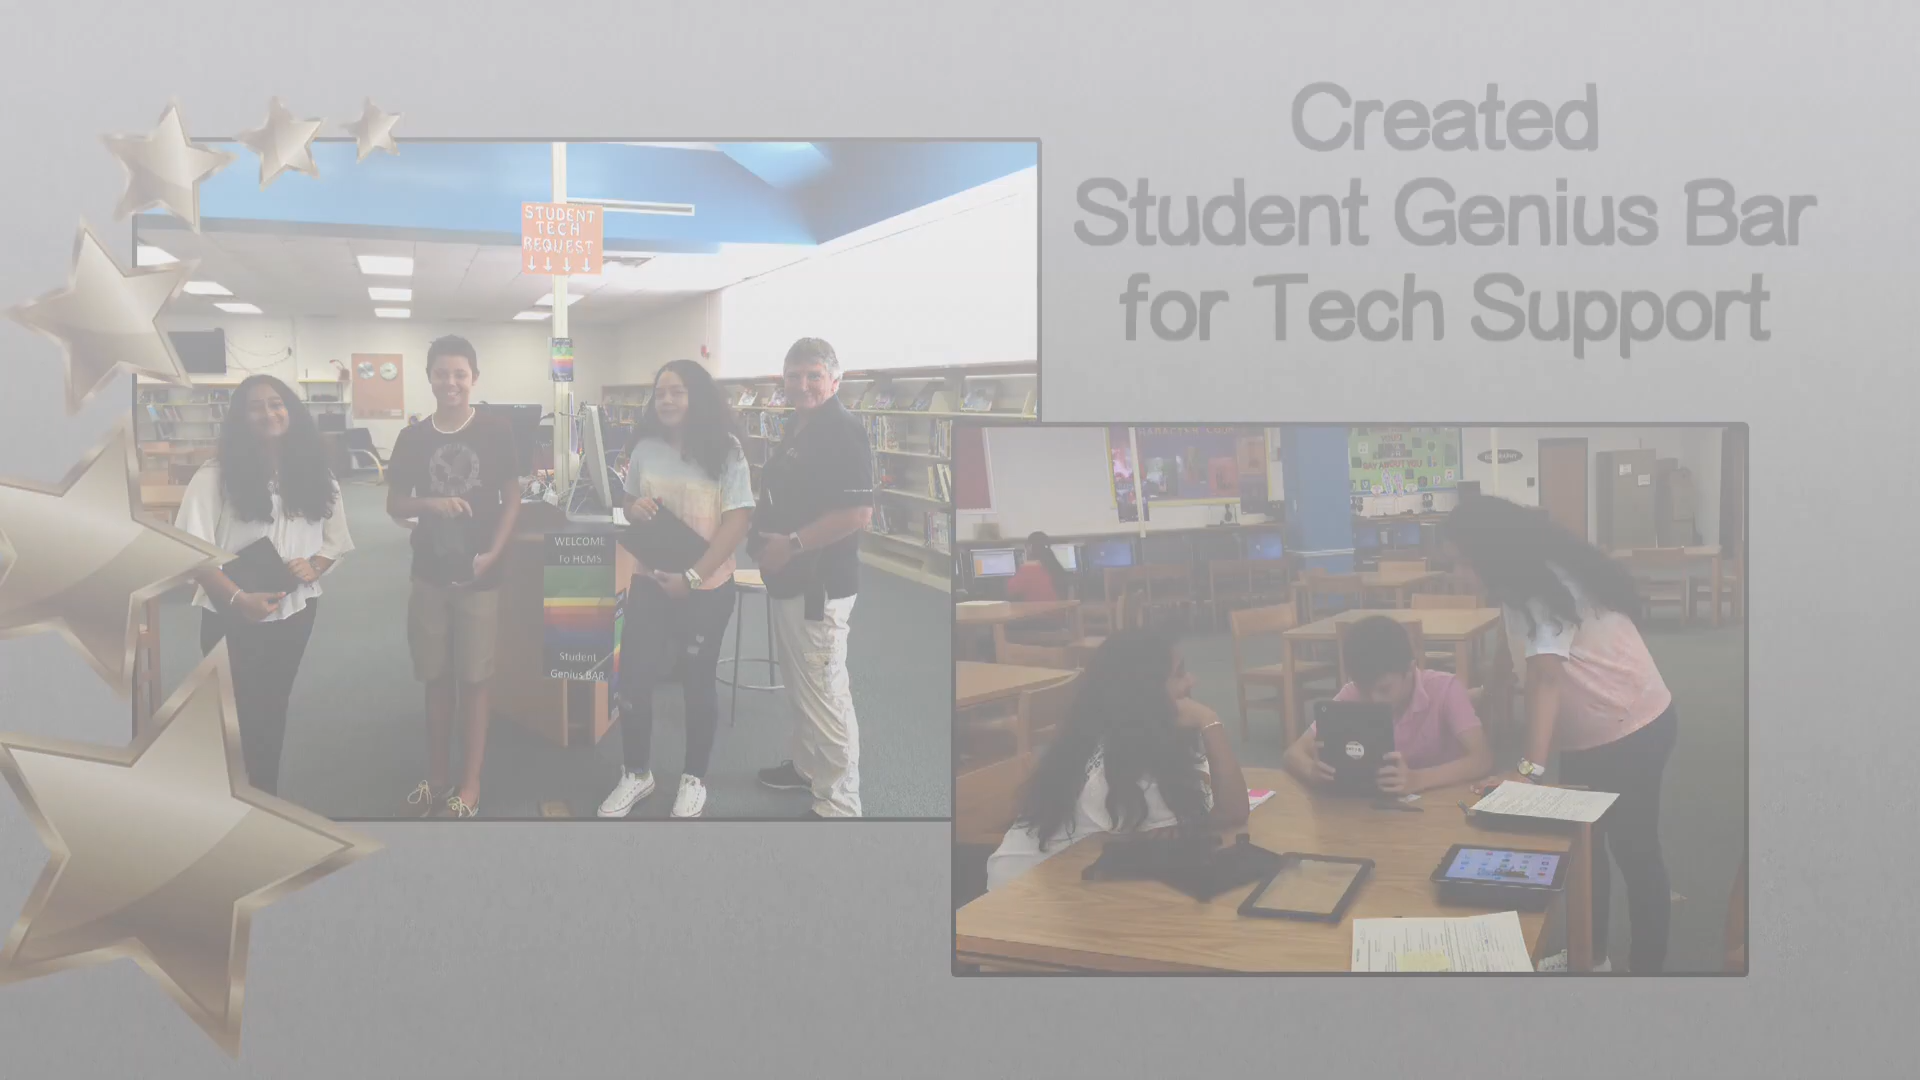 Created
Student Genius Bar
for Tech Support
STUDENT
TECH
REQUEST
WELCOME
To HCMS
Student
Genius BAR